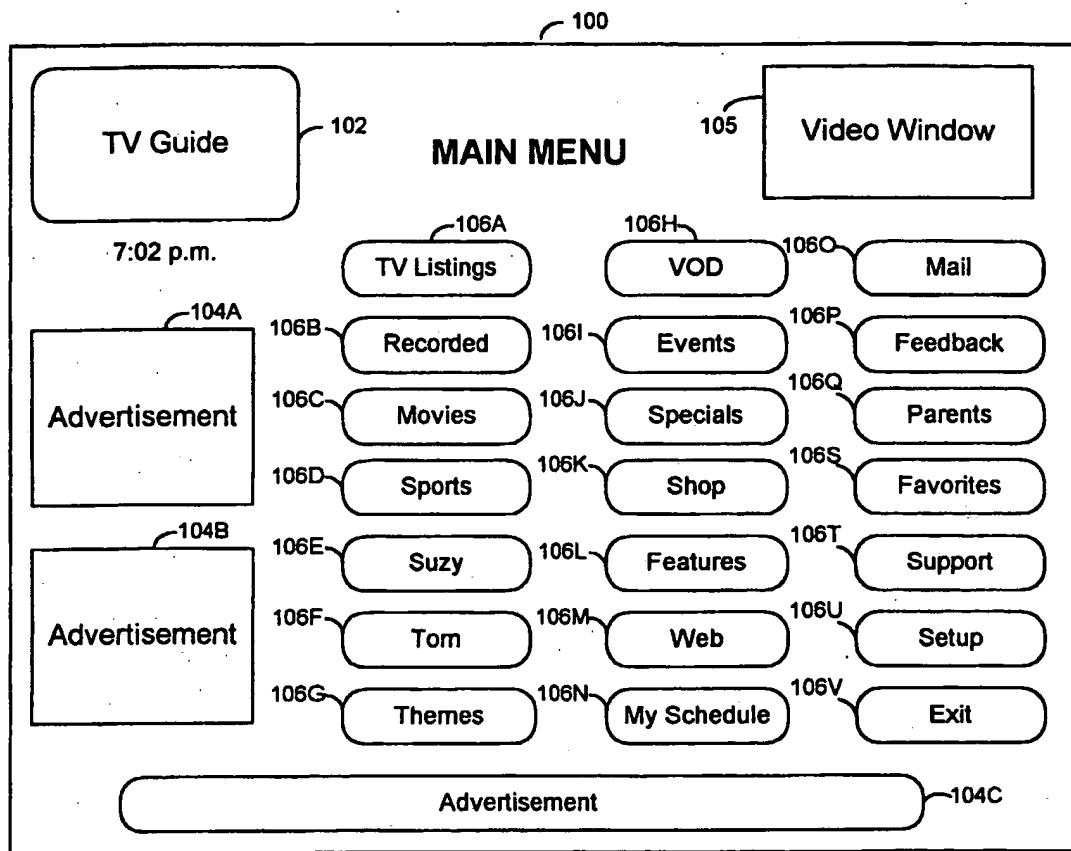 100
TV Guide
102
MAIN MENU
105
Video Window
7:02 p.m.
106A
TV Listings
106H
VOD
106O
Mail
104A
Advertisement
106B
Recorded
106I
Events
106P
Feedback
106C
Movies
106J
Specials
106Q
Parents
106D
Sports
106K
Shop
106S
Favorites
104B
Advertisement
106E
Suzy
106L
Features
106T
Support
106F
Tom
106M
Web
106U
Setup
106G
Themes
106N
My Schedule
106V
Exit
Advertisement
104C